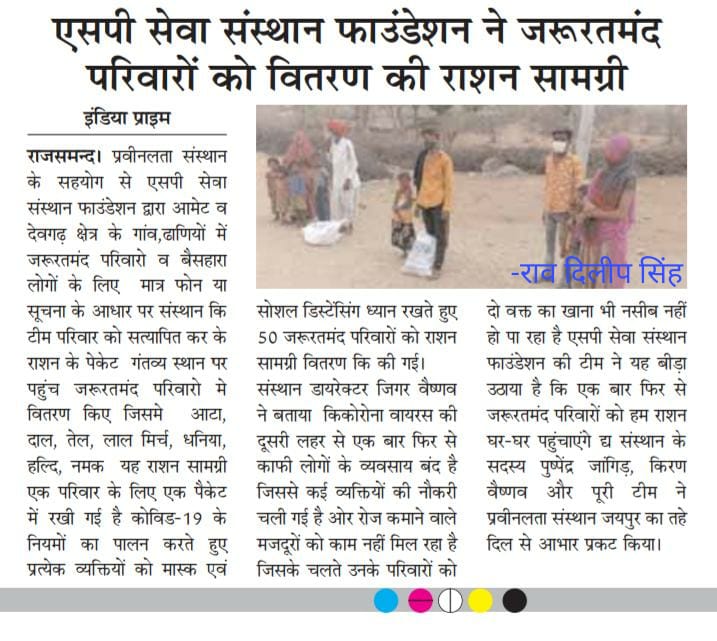 एसपी सेवा संस्थान फाउंडेशन ने जरूरतमंद
परिवारों को वितरण की राशन सामग्री
इंडिया प्राइम
राजसमन्द। प्रवीनलता संस्थान
के सहयोग से एसपी सेवा
संस्थान फाउंडेशन द्वारा आमेट व
देवगढ़ क्षेत्र के गांव,ढाणियों में
जरूरतमंद परिवारो व बैसहारा
लोगों के लिए मात्र फोन या
सूचना के आधार पर संस्थान कि
टीम परिवार को सत्यापित कर के
राशन के पेकेट गंतव्य स्थान पर
पहुंच जरूरतमंद परिवारो मे
वितरण किए जिसमे आटा,
दाल, तेल, लाल मिर्च, धनिया,
हल्दि, नमक यह राशन सामग्री
एक परिवार के लिए एक पैकेट
में रखी गई है कोविड-19 के
नियमों का पालन करते हुए
प्रत्येक व्यक्तियों को मास्क एवं
-राव दिलीप सिंह
सोशल डिस्टेंसिंग ध्यान रखते हुए
50 जरूरतमंद परिवारों को राशन
सामग्री वितरण कि की गई।
संस्थान डायरेक्टर जिगर वैष्णव
ने बताया किकोरोना वायरस की
दूसरी लहर से एक बार फिर से
काफी लोगों के व्यवसाय बंद है
जिससे कई व्यक्तियों की नौकरी
चली गई है ओर रोज कमाने वाले
मजदूरों को काम नहीं मिल रहा है
जिसके चलते उनके परिवारों को
दो वक्त का खाना भी नसीब नहीं
हो पा रहा है एसपी सेवा संस्थान
फाउंडेशन की टीम ने यह बीड़ा
उठाया है कि एक बार फिर से
जरूरतमंद परिवारों को हम राशन
घर-घर पहुंचाएंगे द्य संस्थान के
सदस्य पुष्पेंद्र जांगिड़, किरण
वैष्णव और पूरी टीम ने
प्रवीनलता संस्थान जयपुर का तहे
दिल से आभार प्रकट किया।